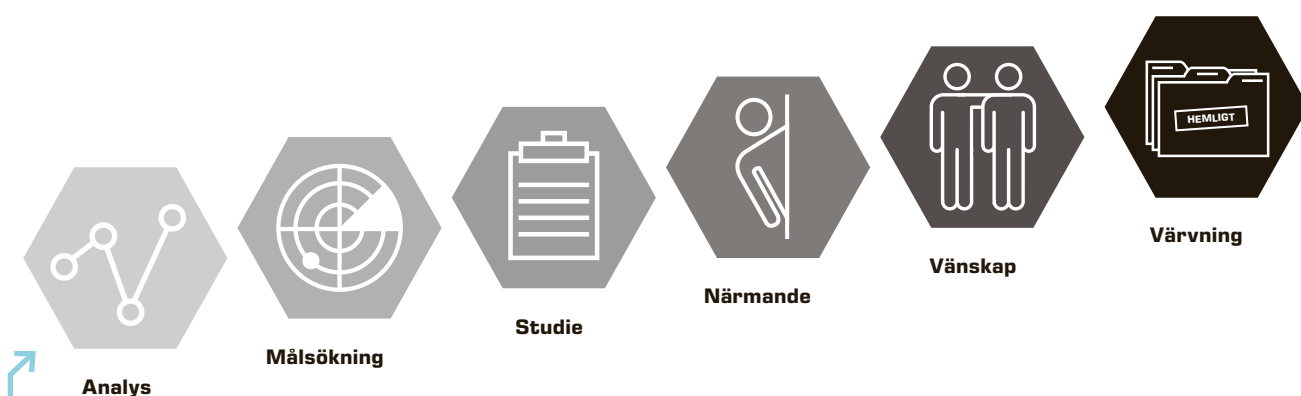 Analys
Målsökning
Studie
Närmande
Vänskap
HEMLIGT
Värvning